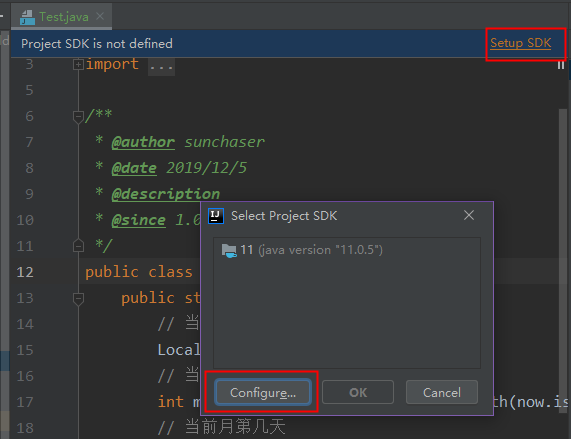 Test.java
Project SDK is not defined
Setup SDK
3 import ...
5
6 /**
7 * @author sunchaser
8 * @date 2019/12/5
9 * @description
10 * @since 1.0
11 */
12 public class
13 public st
14 // 当
15 Local
16 // 当
17 int m th(now.is
18 // 当前月第几天
Select Project SDK
11 (java version "11.0.5")
Configure...
OK
Cancel